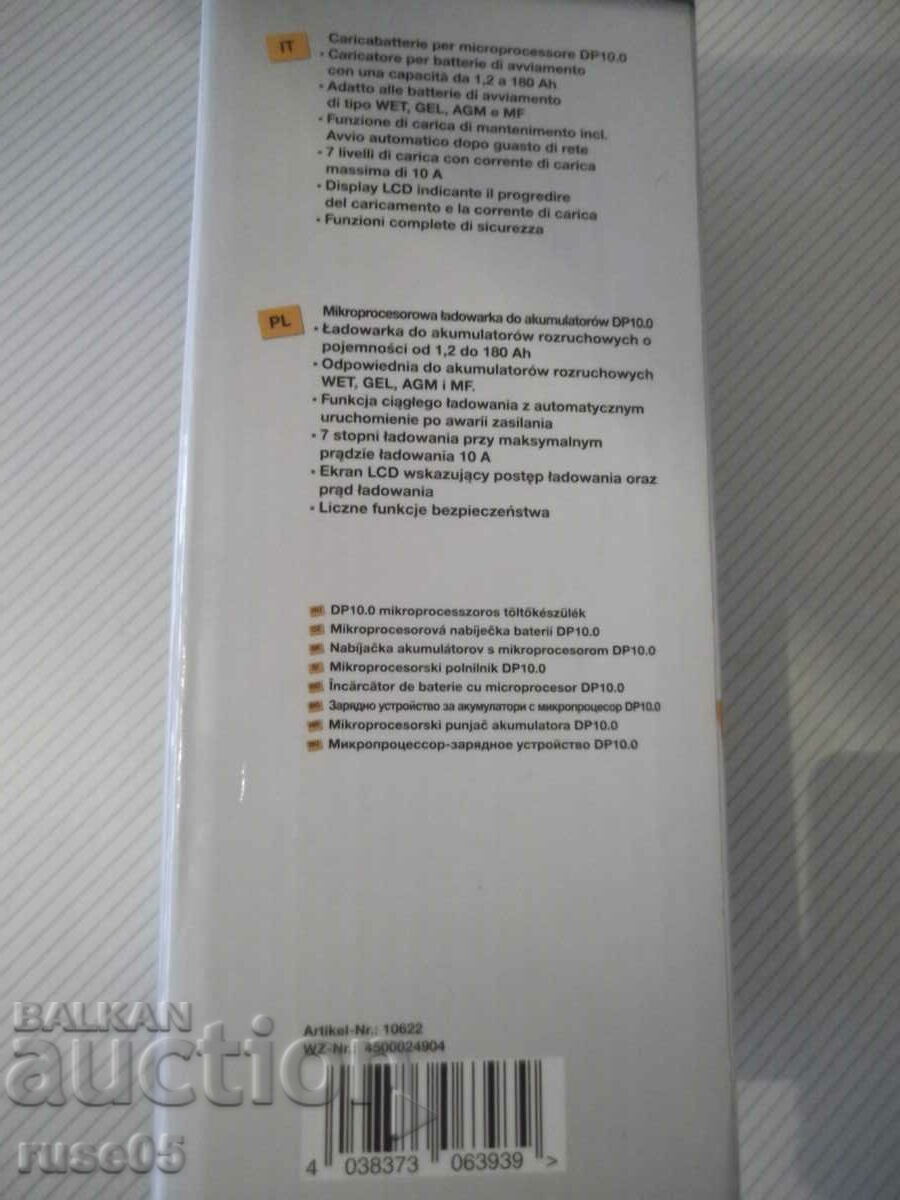 IT
Caricabatterie per microprocessore DP10.0
• Caricatore per batterie di avviamento
con una capacità da 1,2 a 180 Ah
• Adatto alle batterie di avviamento
di tipo WET, GEL, AGM e MF
• Funzione di carica di mantenimento incl.
Avvio automatico dopo guasto di rete
• 7 livelli di carica con corrente di carica
massima di 10 A
• Display LCD indicante il progredire
del caricamento e la corrente di carica
• Funzioni complete di sicurezza
PL
Mikroprocesorowa ładowarka do akumulatorów DP10.0
• Ładowarka do akumulatorów rozruchowych o
pojemności od 1,2 do 180 Ah
• Odpowiednia do akumulatorów rozruchowych
WET, GEL, AGM i MF.
• Funkcja ciągłego ładowania z automatycznym
uruchomienie po awarii zasilania
• 7 stopni ładowania przy maksymalnym
prądzie ładowania 10 A
• Ekran LCD wskazujący postęp ładowania oraz
prąd ładowania
• Liczne funkcje bezpieczeństwa
DP10.0 mikroprocesszoros töltőkészülék
Mikroprocesorová nabíječka baterií DP10.0
Nabíjačka akumulátorov s mikroprocesorom DP10.0
Mikroprocesorski polnilnik DP10.0
Încărcător de baterie cu microprocesor DP10.0
Зарядно устройство за акумулатори с микропроцесор DP10.0
Mikroprocesorski punjač akumulatora DP10.0
Микропроцессор-зарядное устройство DP10.0
Artikel-Nr.: 10622
WZ-Nr.: 4500024904
4 038373 063939 >
BALKAN
auction
ruse05